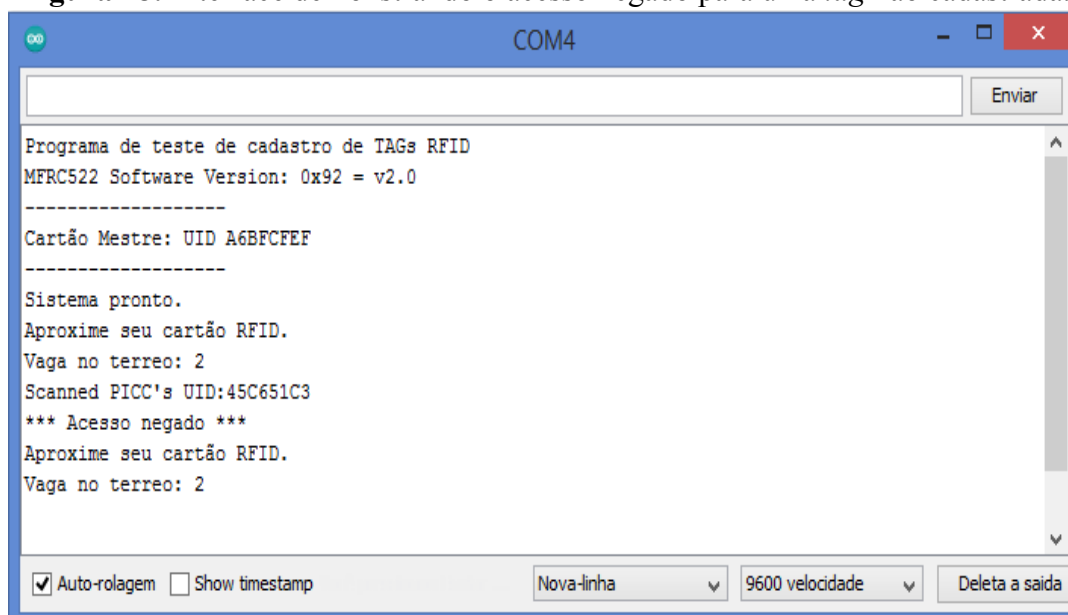 COM4
Enviar
Programa de teste de cadastro de TAGs RFID
MFRC522 Software Version: 0x92 = v2.0
-------------------
Cartão Mestre: UID A6BFCFEF
-------------------
Sistema pronto.
Aproxime seu cartão RFID.
Vaga no terreo: 2
Scanned PICC's UID:45C651C3
*** Acesso negado ***
Aproxime seu cartão RFID.
Vaga no terreo: 2
Auto-rolagem Show timestamp Nova-linha 9600 velocidade Deleta a saida